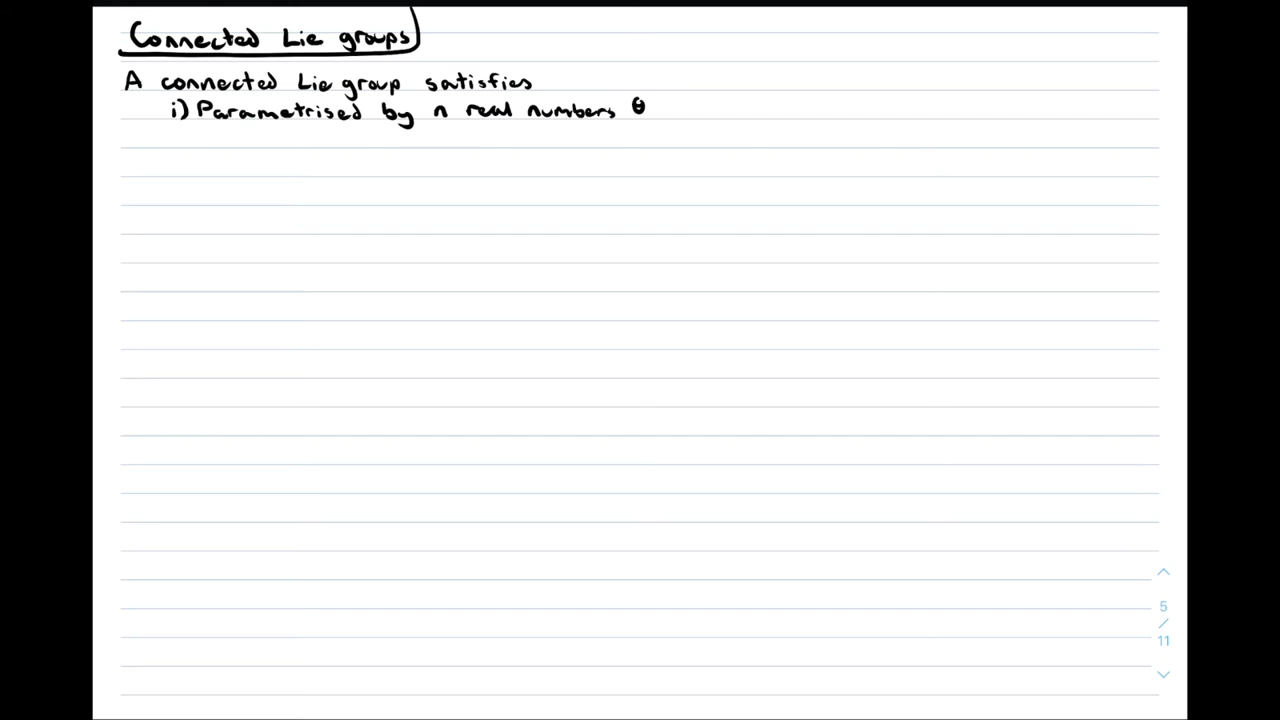 Connected Lie groups
A connected Lie group satisfies
i) Parametrised by n real numbers θ
5
/
11